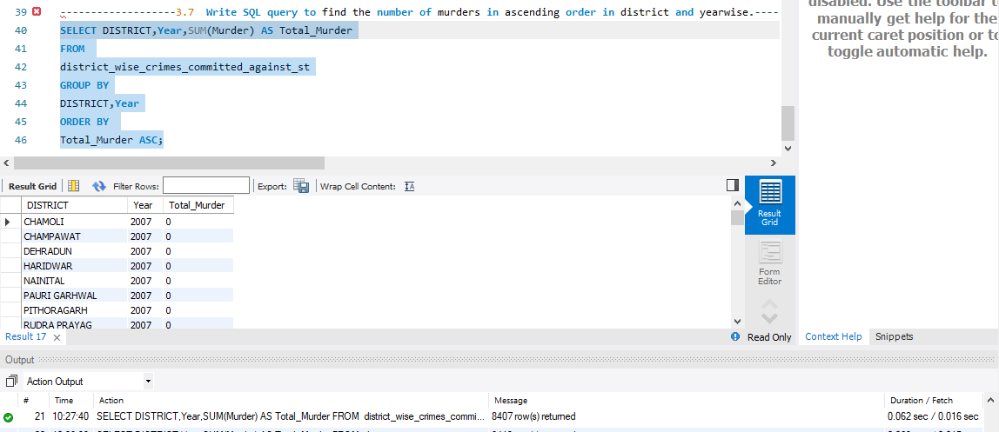 39 -------------------3.7 Write SQL query to find the number of murders in ascending order in district and yearwise.----
40 SELECT DISTRICT,Year,SUM(Murder) AS Total_Murder
41 FROM
42 district_wise_crimes_committed_against_st
43 GROUP BY
44 DISTRICT,Year
45 ORDER BY
46 Total_Murder ASC;
disabled. Use the toolbar to
manually get help for the
current caret position or to
toggle automatic help.
Result Grid Filter Rows: Export: Wrap Cell Content:
DISTRICT Year Total_Murder
CHAMOLI 2007 0
CHAMPAWAT 2007 0
DEHRADUN 2007 0
HARIDWAR 2007 0
NAINITAL 2007 0
PAURI GARHWAL 2007 0
PITHORAGARH 2007 0
RUDRA PRAYAG 2007 0
Result
Grid
Form
Editor
Result 17 Read Only Context Help Snippets
Output
Action Output
# Time Action Message Duration / Fetch
21 10:27:40 SELECT DISTRICT,Year,SUM(Murder) AS Total_Murder FROM district_wise_crimes_commi... 8407 row(s) returned 0.062 sec / 0.016 sec